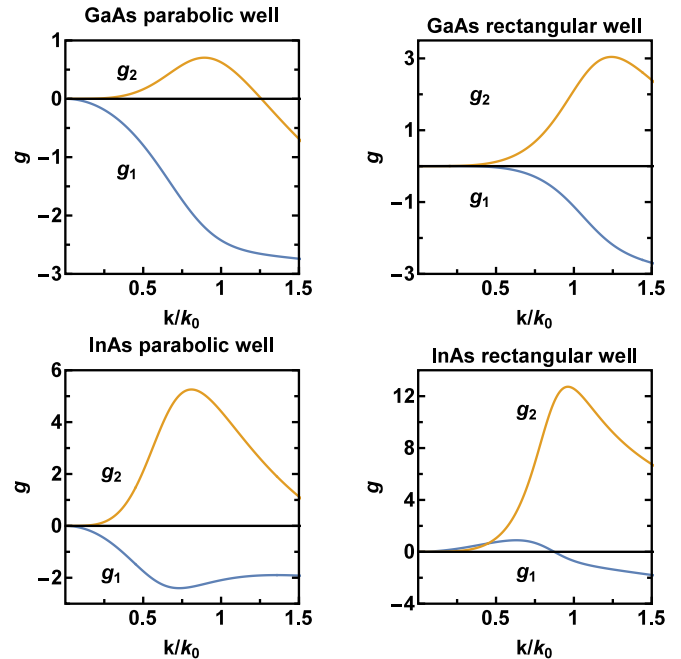 GaAs parabolic well
1
0
−1
−2
−3
g
g2
g1
0.5
1
1.5
k/k0
GaAs rectangular well
3
0
−1
−3
g
g2
g1
0.5
1
1.5
k/k0
InAs parabolic well
6
4
2
0
−2
g
g2
g1
0.5
1
1.5
k/k0
InAs rectangular well
12
8
4
0
−4
g
g2
g1
0.5
1
1.5
k/k0